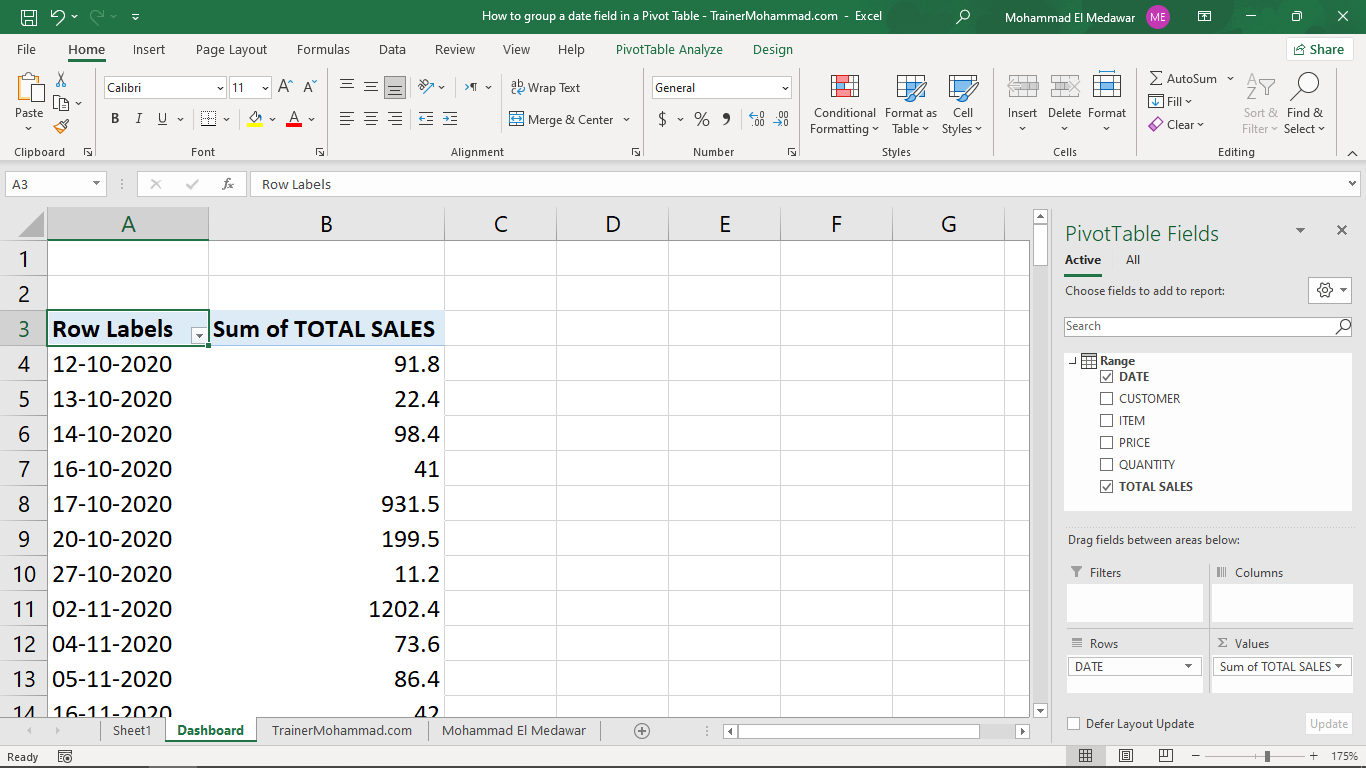 How to group a date field in a Pivot Table - TrainerMohammad.com - Excel
Mohammad El Medawar ME
File Home Insert Page Layout Formulas Data Review View Help PivotTable Analyze Design Share
Paste
Calibri 11 A A
B I U A
Wrap Text
Merge & Center
General
$ % 9 .00 .00
Conditional Formatting
Format as Table
Cell Styles
Insert Delete Format
AutoSum
Fill
Clear
Sort & Filter
Find & Select
Clipboard Font Alignment Number Styles Cells Editing
A3 fx Row Labels
A B C D E F G
1
2
3 Row Labels Sum of TOTAL SALES
4 12-10-2020 91.8
5 13-10-2020 22.4
6 14-10-2020 98.4
7 16-10-2020 41
8 17-10-2020 931.5
9 20-10-2020 199.5
10 27-10-2020 11.2
11 02-11-2020 1202.4
12 04-11-2020 73.6
13 05-11-2020 86.4
14 16-11-2020 42
PivotTable Fields
Active All
Choose fields to add to report:
Search
Range
DATE
CUSTOMER
ITEM
PRICE
QUANTITY
TOTAL SALES
Drag fields between areas below:
Filters Columns
Rows Σ Values
DATE Sum of TOTAL SALES
Defer Layout Update Update
Sheet1 Dashboard TrainerMohammad.com Mohammad El Medawar
Ready 175%